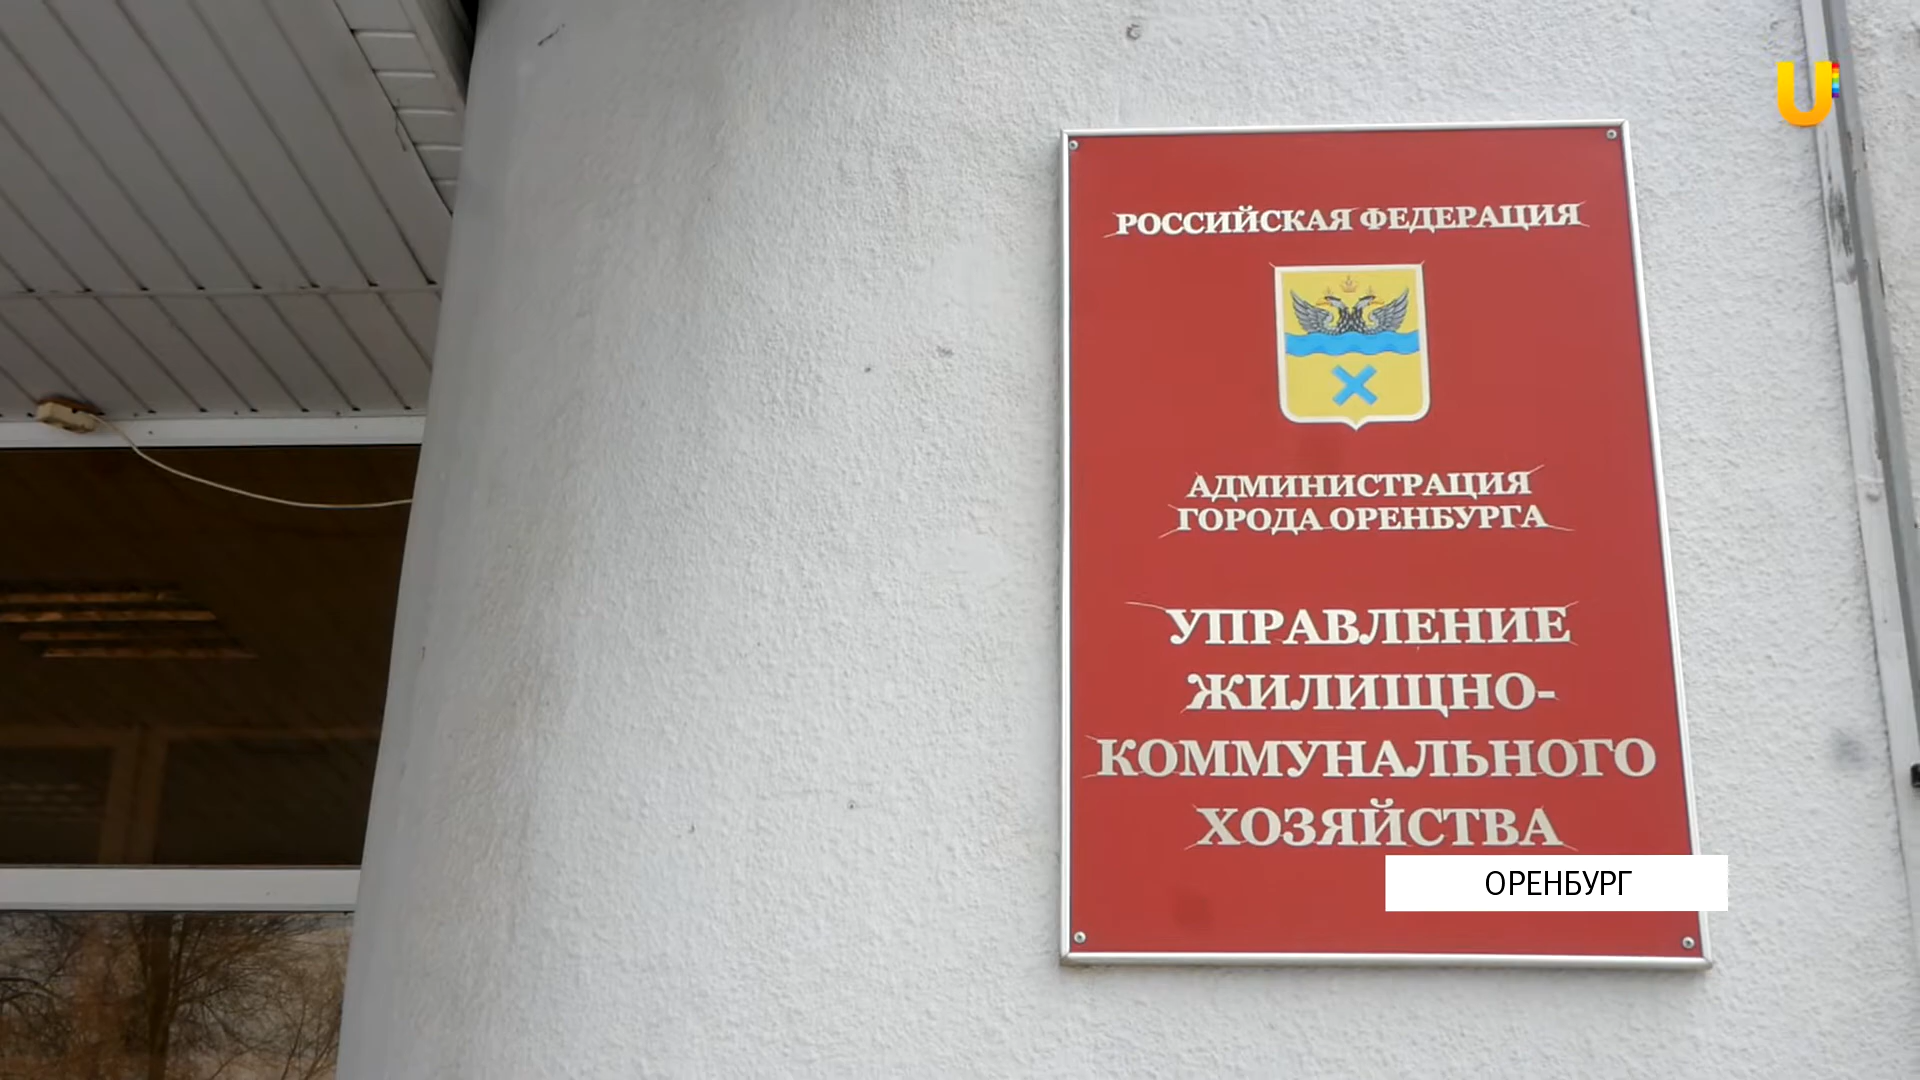 U
РОССИЙСКАЯ ФЕДЕРАЦИЯ
АДМИНИСТРАЦИЯ
ГОРОДА ОРЕНБУРГА
УПРАВЛЕНИЕ
ЖИЛИЩНО-
КОММУНАЛЬНОГО
ХОЗЯЙСТВА
ОРЕНБУРГ